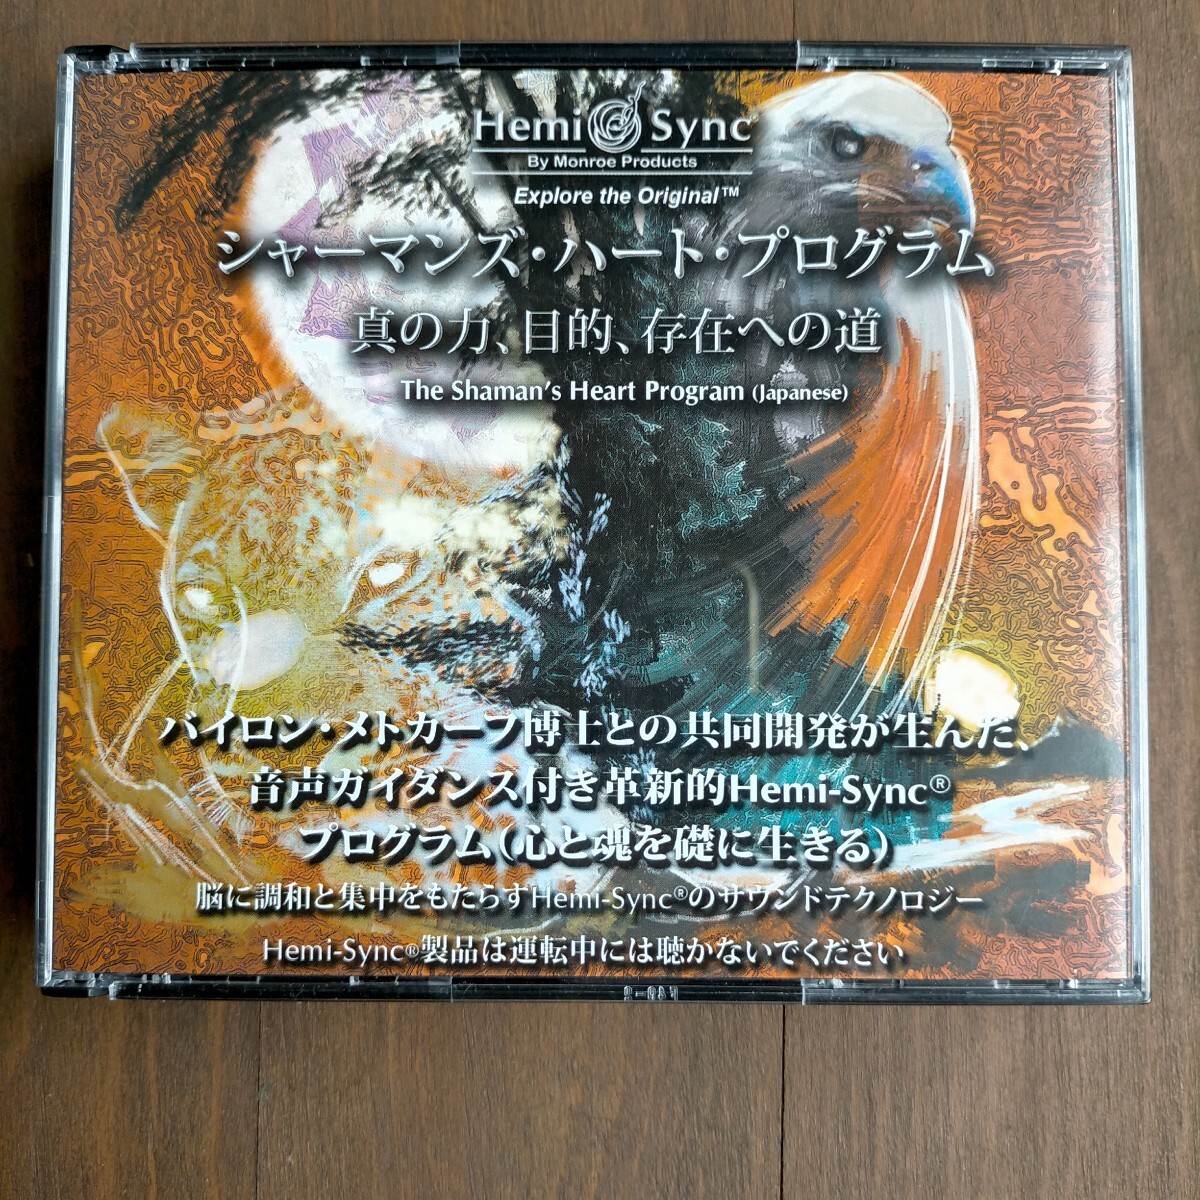 Hemi Sync®
By Monroe Products
Explore the Original™
シャーマンズ・ハート・プログラム
真の力、目的、存在への道
The Shaman's Heart Program (Japanese)
バイロン・メトカーフ博士との共同開発が生んだ、
音声ガイダンス付き革新的Hemi-Sync®
プログラム(心と魂を礎に生きる)
脳に調和と集中をもたらすHemi-Sync®のサウンドテクノロジー
Hemi-Sync®製品は運転中には聴かないでください